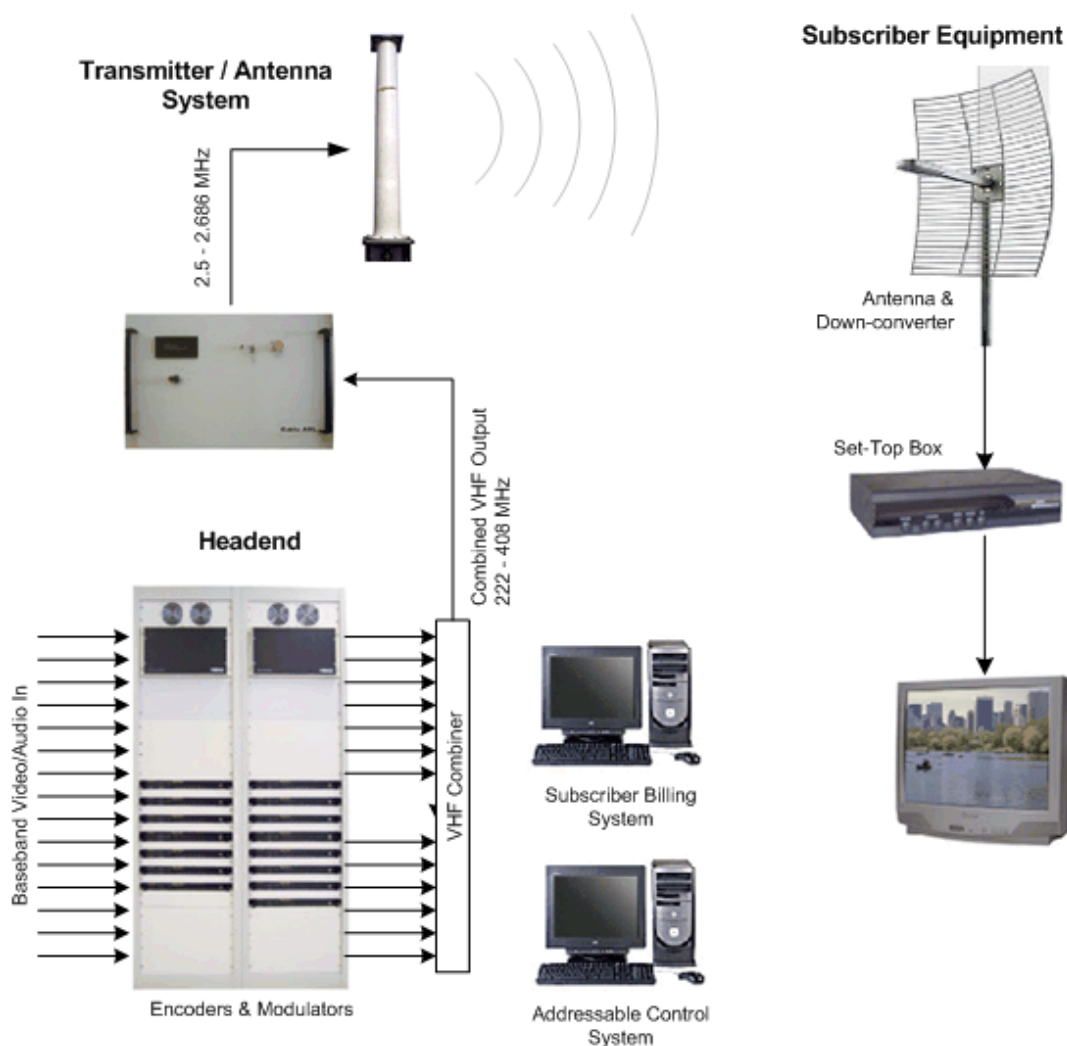 Transmitter / Antenna
System
Subscriber Equipment
2.5 - 2.686 MHz
Antenna &
Down-converter
Combined VHF Output
222 - 408 MHz
Set-Top Box
Headend
Baseband Video/Audio In
VHF Combiner
Subscriber Billing
System
Encoders & Modulators
Addressable Control
System